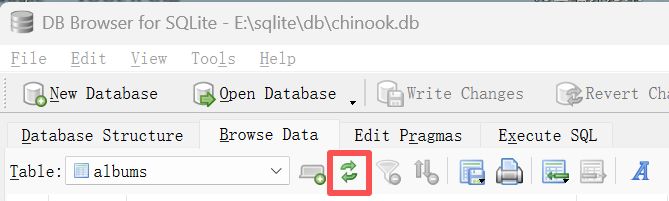 DB Browser for SQLite - E:\sqlite\db\chinook.db
File Edit View Tools Help
New Database Open Database Write Changes Revert Chan
Database Structure Browse Data Edit Pragmas Execute SQL
Table: albums A